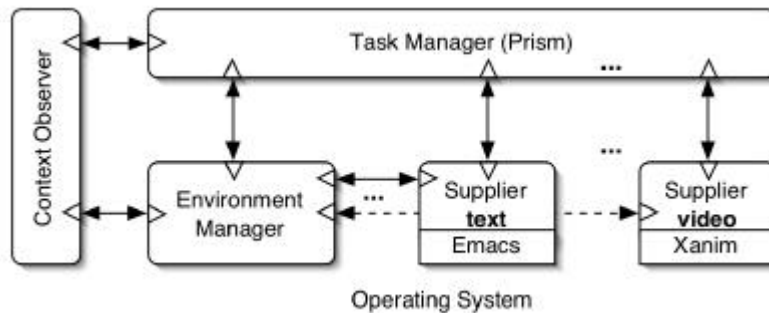 Context Observer
Task Manager (Prism)
...
...
Environment
Manager
...
Supplier
text
Emacs
Supplier
video
Xanim
Operating System